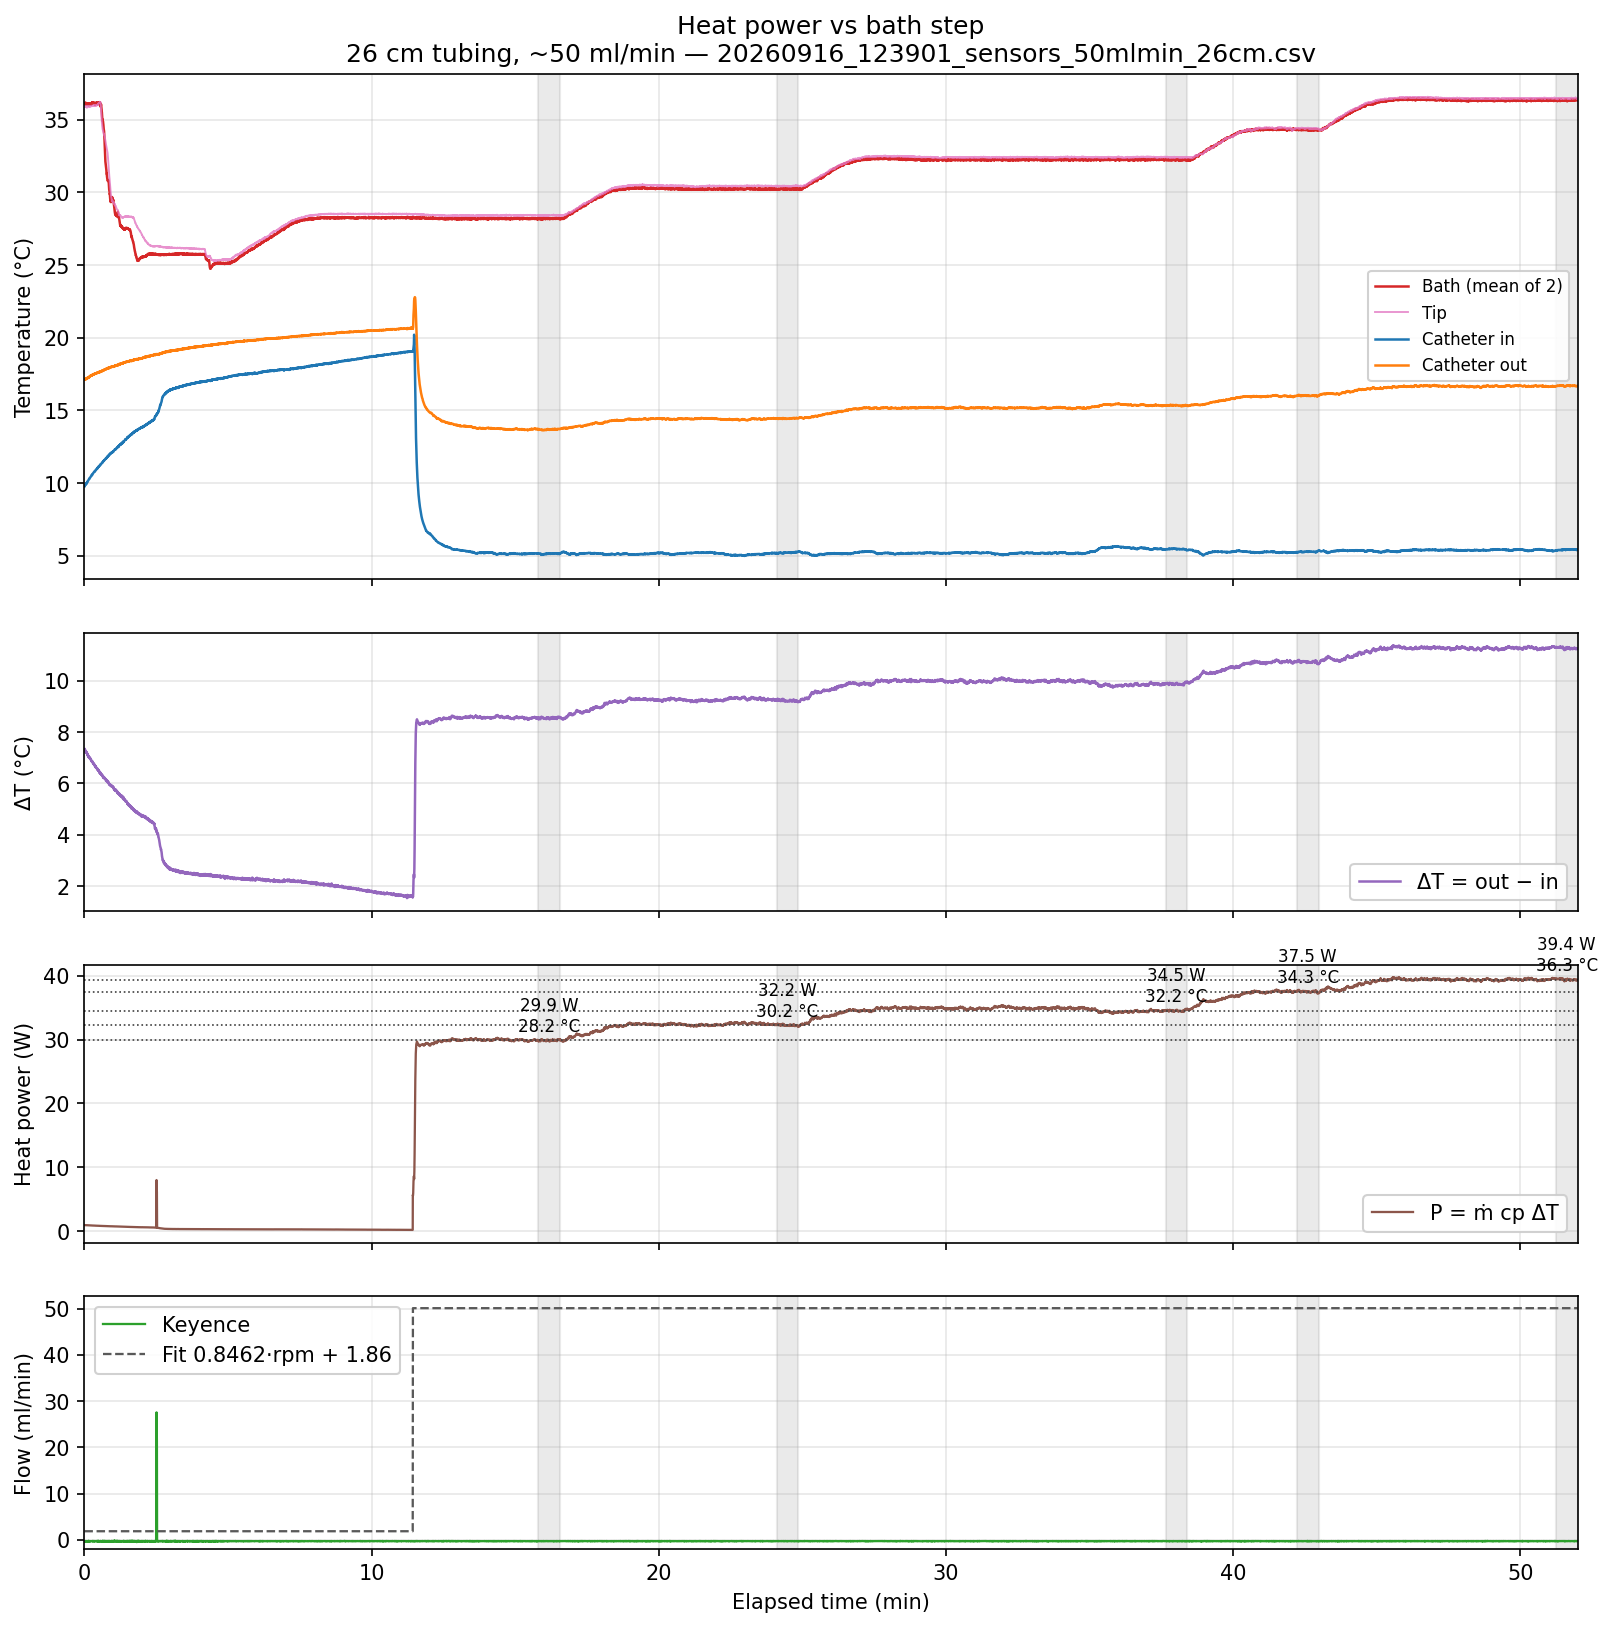 Heat power vs bath step
26 cm tubing, ~50 ml/min — 20260916_123901_sensors_50mlmin_26cm.csv
Temperature (°C)
35
30
25
20
15
10
5
Bath (mean of 2)
Tip
Catheter in
Catheter out
ΔT (°C)
10
8
6
4
2
ΔT = out − in
Heat power (W)
40
30
20
10
0
29.9 W
28.2 °C
32.2 W
30.2 °C
34.5 W
32.2 °C
37.5 W
34.3 °C
39.4 W
36.3 °C
P = ṁ cp ΔT
Flow (ml/min)
50
40
30
20
10
0
Keyence
Fit 0.8462·rpm + 1.86
0
10
20
30
40
50
Elapsed time (min)